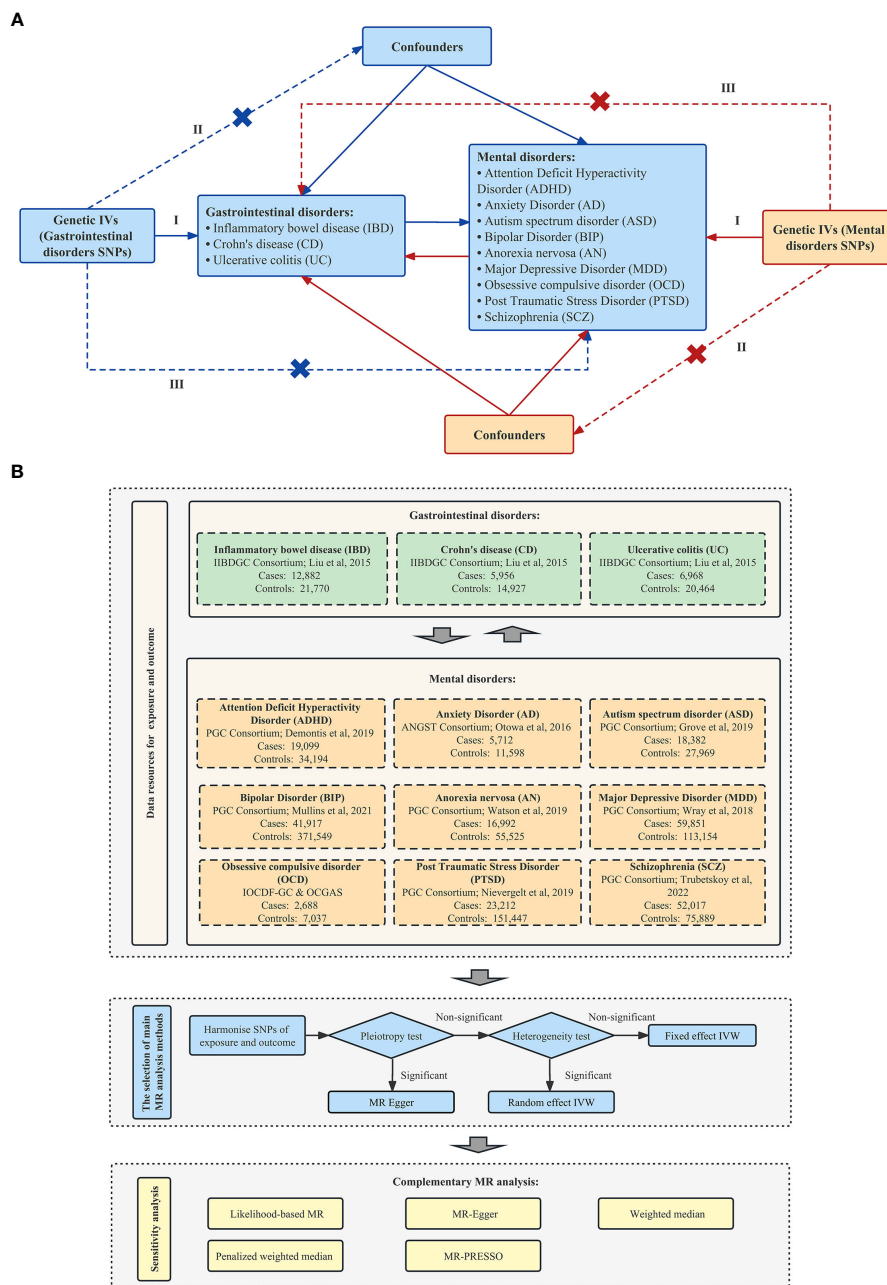 A
Confounders
III
II
Mental disorders:
• Attention Deficit Hyperactivity
Disorder (ADHD)
• Anxiety Disorder (AD)
• Autism spectrum disorder (ASD)
• Bipolar Disorder (BIP)
• Anorexia nervosa (AN)
• Major Depressive Disorder (MDD)
• Obsessive compulsive disorder (OCD)
• Post Traumatic Stress Disorder (PTSD)
• Schizophrenia (SCZ)
Genetic IVs
(Gastrointestinal
disorders SNPs)
I
Gastrointestinal disorders:
• Inflammatory bowel disease (IBD)
• Crohn's disease (CD)
• Ulcerative colitis (UC)
I
Genetic IVs (Mental
disorders SNPs)
III
II
Confounders
B
Data resources for exposure and outcome
Gastrointestinal disorders:
Inflammatory bowel disease (IBD)
IIBDGC Consortium; Liu et al, 2015
Cases: 12,882
Controls: 21,770
Crohn's disease (CD)
IIBDGC Consortium; Liu et al, 2015
Cases: 5,956
Controls: 14,927
Ulcerative colitis (UC)
IIBDGC Consortium; Liu et al, 2015
Cases: 6,968
Controls: 20,464
Mental disorders:
Attention Deficit Hyperactivity
Disorder (ADHD)
PGC Consortium; Demontis et al, 2019
Cases: 19,099
Controls: 34,194
Anxiety Disorder (AD)
ANGST Consortium; Otowa et al, 2016
Cases: 5,712
Controls: 11,598
Autism spectrum disorder (ASD)
PGC Consortium; Grove et al, 2019
Cases: 18,382
Controls: 27,969
Bipolar Disorder (BIP)
PGC Consortium; Mullins et al, 2021
Cases: 41,917
Controls: 371,549
Anorexia nervosa (AN)
PGC Consortium; Watson et al, 2019
Cases: 16,992
Controls: 55,525
Major Depressive Disorder (MDD)
PGC Consortium; Wray et al, 2018
Cases: 59,851
Controls: 113,154
Obsessive compulsive disorder
(OCD)
IOCDF-GC & OCGAS
Cases: 2,688
Controls: 7,037
Post Traumatic Stress Disorder
(PTSD)
PGC Consortium; Nievergelt et al, 2019
Cases: 23,212
Controls: 151,447
Schizophrenia (SCZ)
PGC Consortium; Trubetskoy et al,
2022
Cases: 52,017
Controls: 75,889
The selection of main
MR analysis methods
Harmonise SNPs of
exposure and outcome
Pleiotropy test
Non-significant
Heterogeneity test
Non-significant
Fixed effect IVW
Significant
Significant
MR Egger
Random effect IVW
Sensitivity analysis
Complementary MR analysis:
Likelihood-based MR
MR-Egger
Weighted median
Penalized weighted median
MR-PRESSO